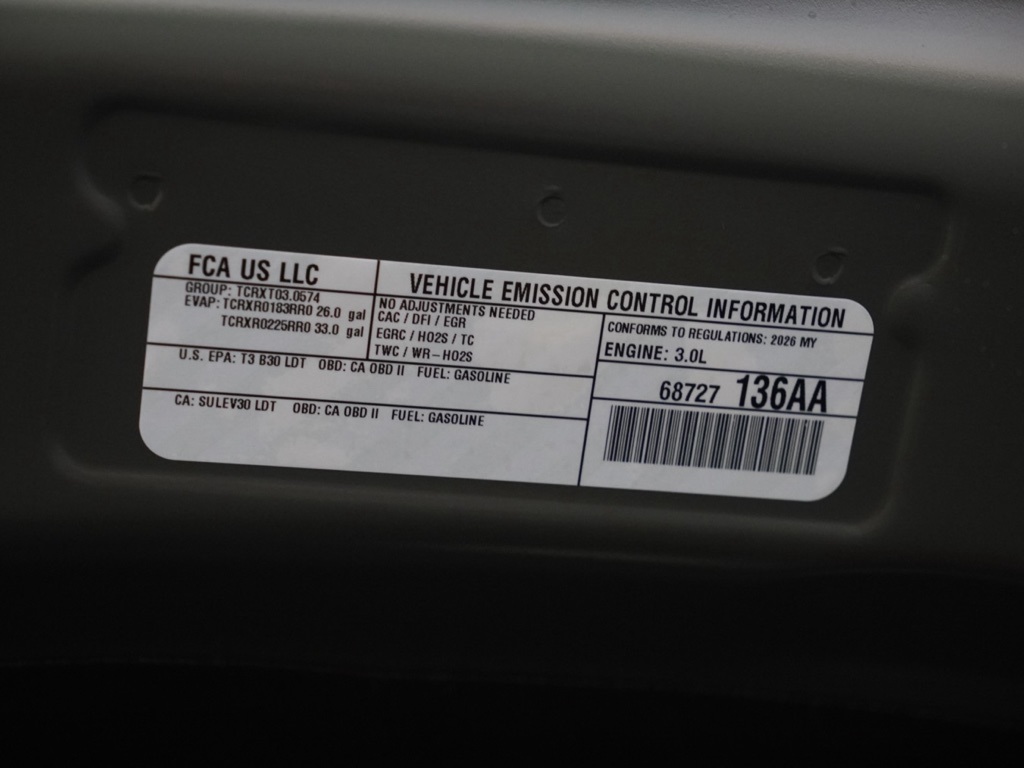 FCA US LLC
GROUP: TCRXT03.0574
EVAP: TCRXR0183RR0 26.0 gal
TCRXR0225RR0 33.0 gal
VEHICLE EMISSION CONTROL INFORMATION
NO ADJUSTMENTS NEEDED
CAC / DFI / EGR
EGRC / HO2S / TC
TWC / WR-HO2S
CONFORMS TO REGULATIONS: 2026 MY
ENGINE: 3.0L
U.S. EPA: T3 B30 LDT OBD: CA OBD II FUEL: GASOLINE
CA: SULEV30 LDT OBD: CA OBD II FUEL: GASOLINE
68727 136AA